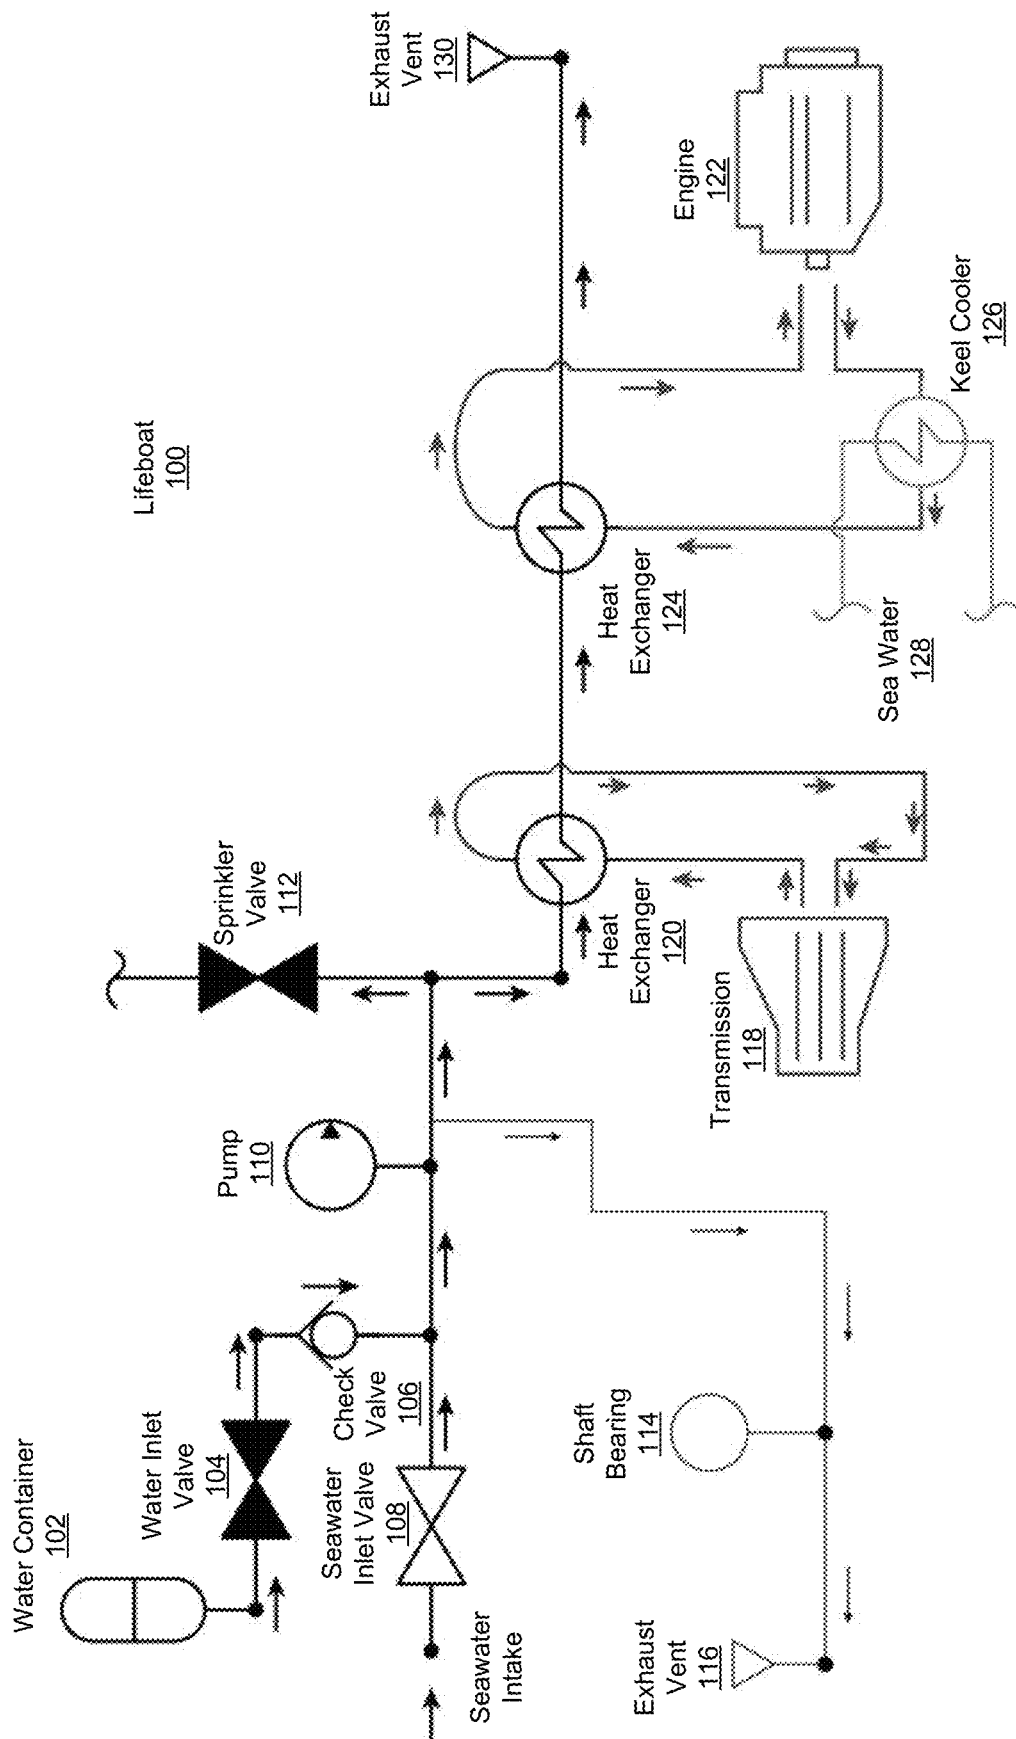 Lifeboat
100
Water Container
102
Water Inlet
Valve
104
Check
Valve
106
Seawater
Inlet Valve
108
Seawater
Intake
Pump
110
Sprinkler
Valve
112
Shaft
Bearing
114
Exhaust
Vent
116
Transmission
118
Heat
Exchanger
120
Heat
Exchanger
124
Engine
122
Keel Cooler
126
Sea Water
128
Exhaust
Vent
130